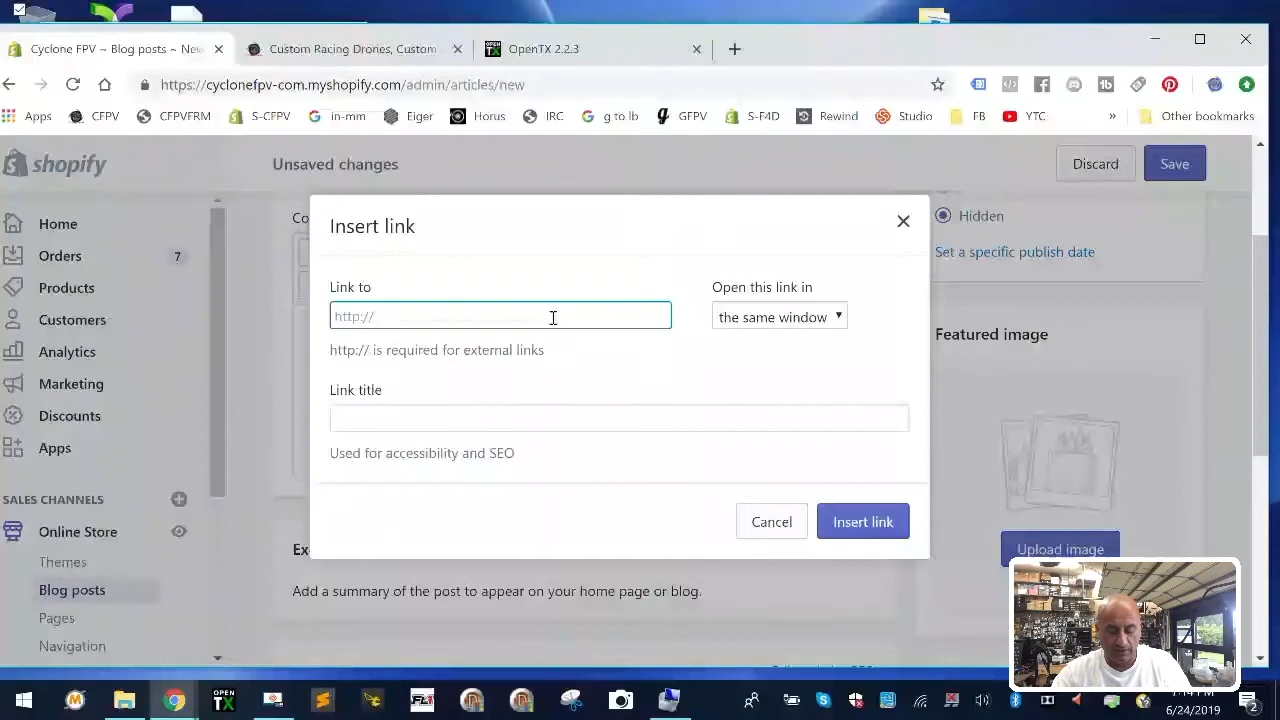 Cyclone FPV ~ Blog posts ~ New
Custom Racing Drones, Custom
OpenTX 2.2.3
https://cyclonefpv-com.myshopify.com/admin/articles/new
Apps CFPV CFPVFRM S-CFPV in-mm Eiger Horus IRC g to lb GFPV S-F4D Rewind Studio FB YTC » Other bookmarks
shopify
Unsaved changes
Discard
Save
Home
Orders 7
Products
Customers
Analytics
Marketing
Discounts
Apps
SALES CHANNELS
Online Store
Themes
Blog posts
Pages
Navigation
Co
Insert link
Link to
http://
http:// is required for external links
Open this link in
the same window
Link title
Used for accessibility and SEO
Cancel
Insert link
Add a summary of the post to appear on your home page or blog.
Hidden
Set a specific publish date
Featured image
Upload image
OPEN TX
6/24/2019
2